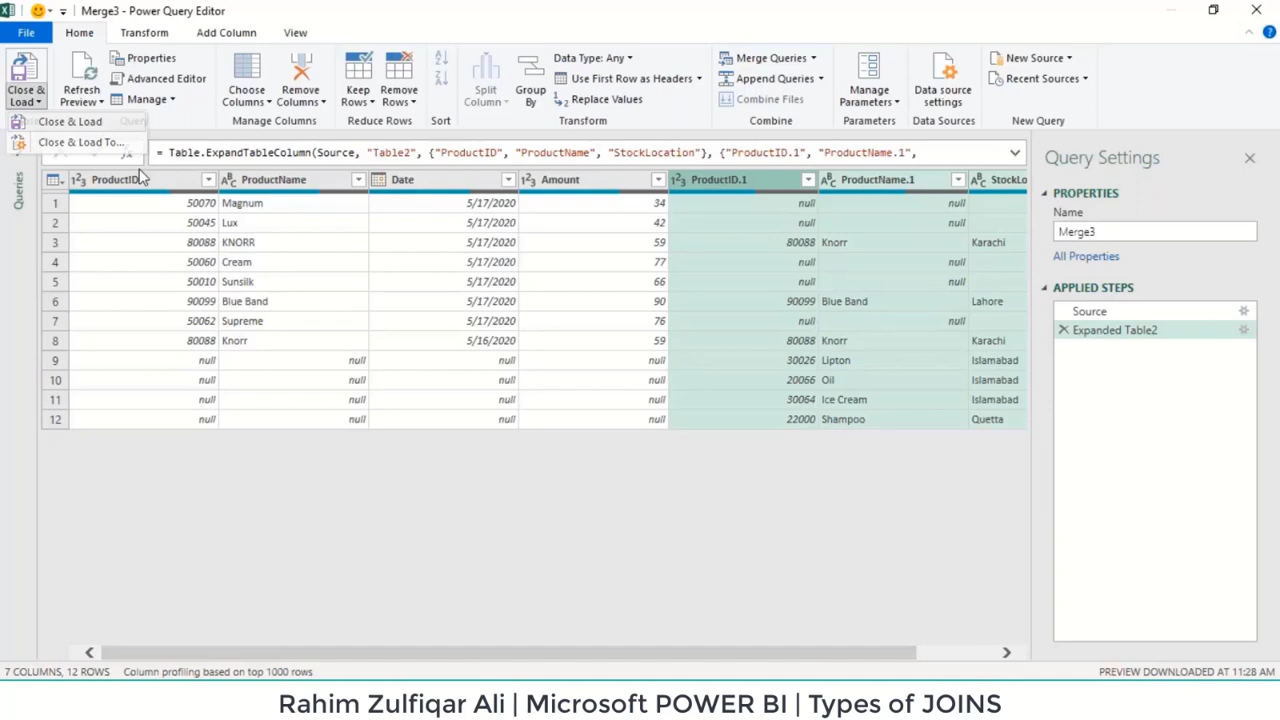 Merge3 - Power Query Editor
File Home Transform Add Column View
Close & Load
Refresh Preview
Properties
Advanced Editor
Manage
Choose Columns
Remove Columns
Keep Rows
Remove Rows
Split Column
Group By
Data Type: Any
Use First Row as Headers
1 2 Replace Values
Merge Queries
Append Queries
Combine Files
Manage Parameters
Data source settings
New Source
Recent Sources
Close & Load
Close & Load To...
Manage Columns Reduce Rows Sort Transform Combine Parameters Data Sources New Query
fx = Table.ExpandTableColumn(Source, "Table2", {"ProductID", "ProductName", "StockLocation"}, {"ProductID.1", "ProductName.1",
Queries
ProductID ProductName Date Amount ProductID.1 ProductName.1 StockLo
1 50070 Magnum 5/17/2020 34 null null
2 50045 Lux 5/17/2020 42 null null
3 80088 KNORR 5/17/2020 59 80088 Knorr Karachi
4 50060 Cream 5/17/2020 77 null null
5 50010 Sunsilk 5/17/2020 66 null null
6 90099 Blue Band 5/17/2020 90 90099 Blue Band Lahore
7 50062 Supreme 5/17/2020 76 null null
8 80088 Knorr 5/16/2020 59 80088 Knorr Karachi
9 null null null null 30026 Lipton Islamabad
10 null null null null 20066 Oil Islamabad
11 null null null null 30064 Ice Cream Islamabad
12 null null null null 22000 Shampoo Quetta
Query Settings
PROPERTIES
Name
Merge3
All Properties
APPLIED STEPS
Source
Expanded Table2
7 COLUMNS, 12 ROWS Column profiling based on top 1000 rows PREVIEW DOWNLOADED AT 11:28 AM
Rahim Zulfiqar Ali | Microsoft POWER BI | Types of JOINS